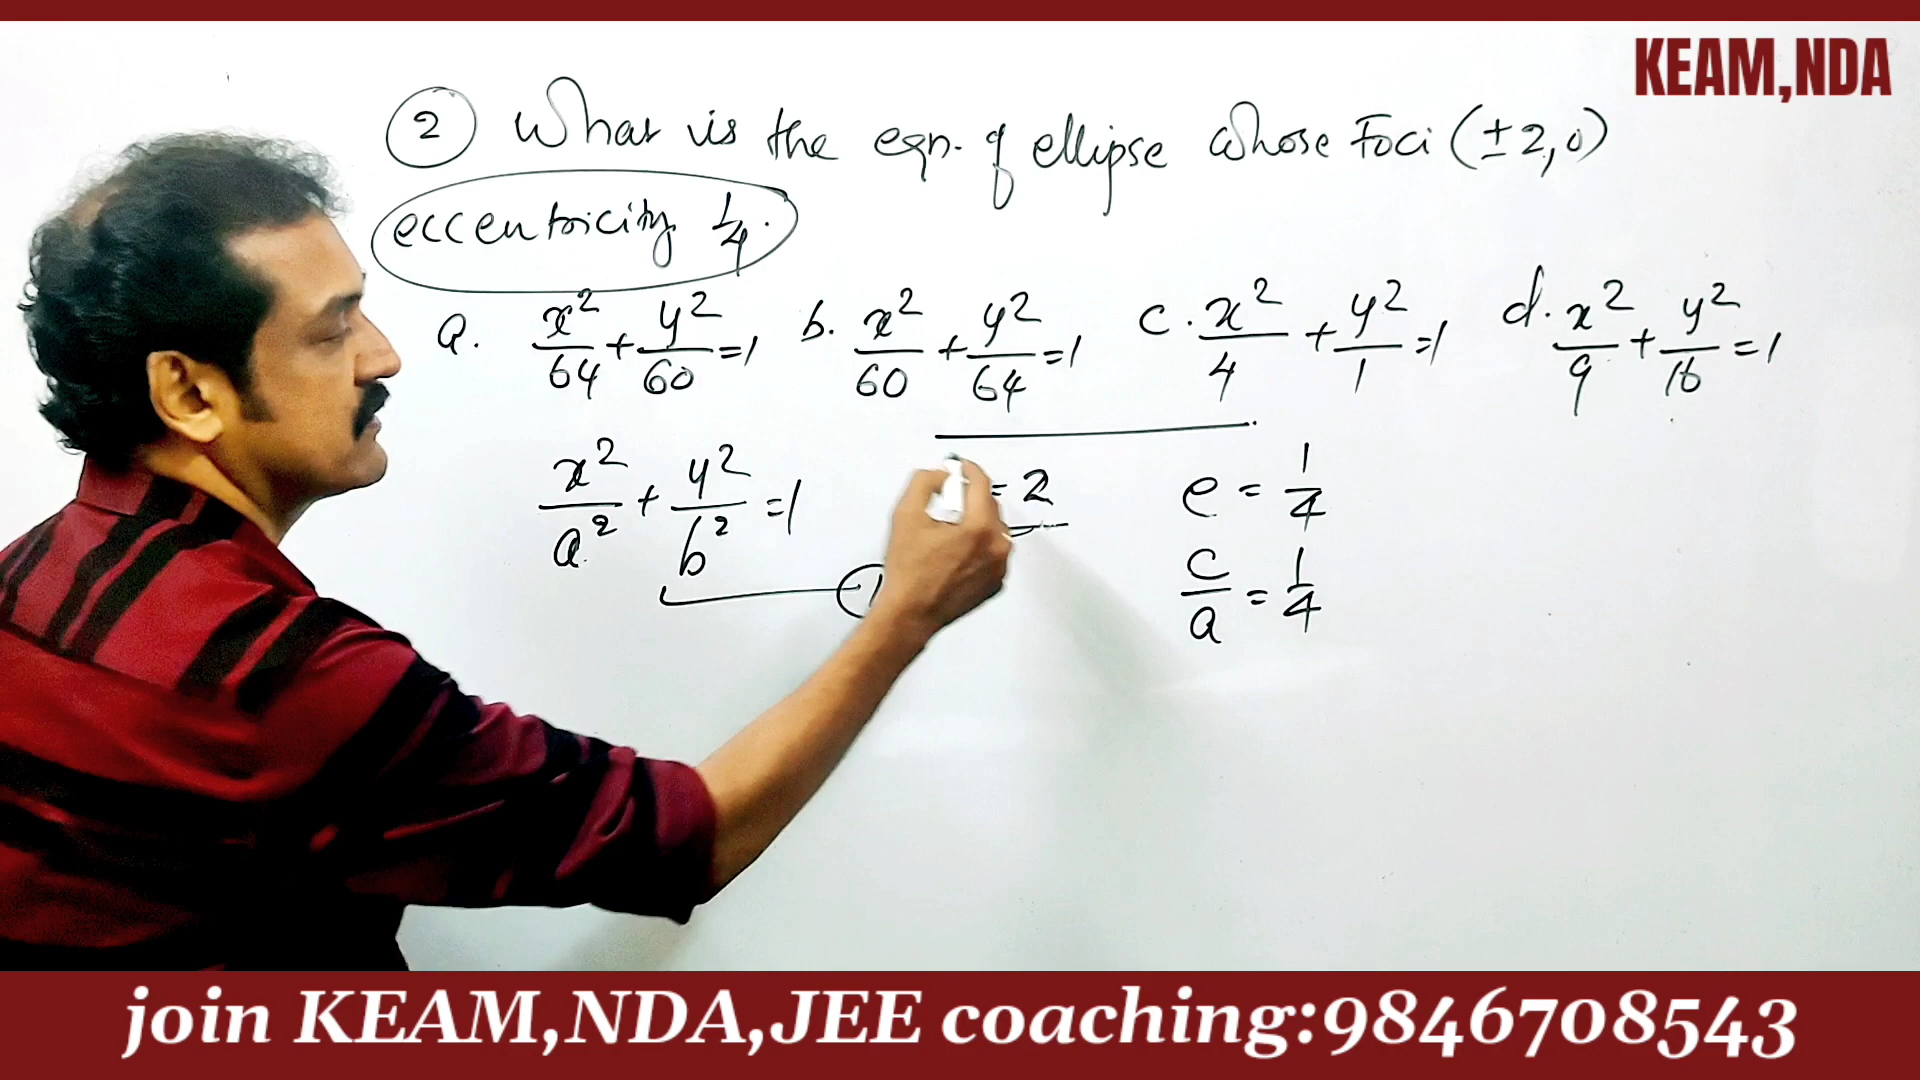 KEAM,NDA
2 What is the eqn. of ellipse whose Foci (±2,0)
eccentricity 1/4.
a. x²/64 + y²/60 = 1 b. x²/60 + y²/64 = 1 c. x²/4 + y²/1 = 1 d. x²/9 + y²/16 = 1
x²/a² + y²/b² = 1 = 2 e = 1/4
c/a = 1/4
join KEAM,NDA,JEE coaching:9846708543